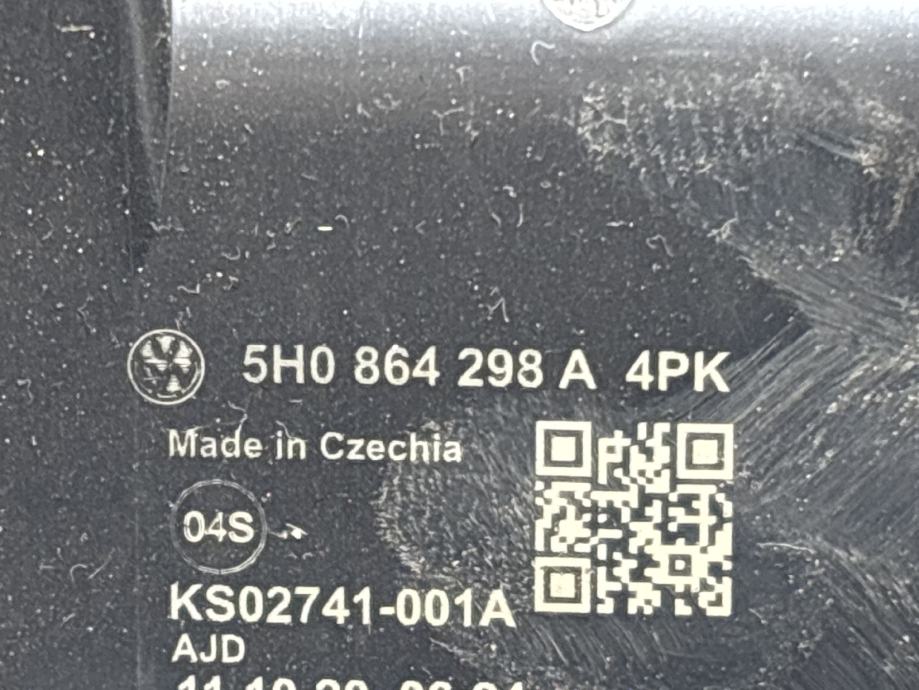 5H0 864 298 A 4PK
Made in Czechia
04S
KS02741-001A
AJD